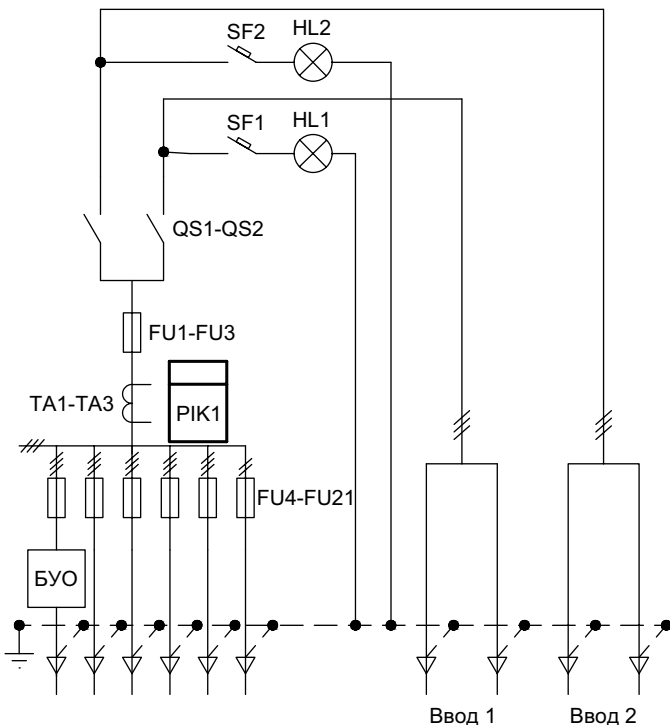 SF2
HL2
SF1
HL1
QS1-QS2
FU1-FU3
TA1-TA3
PIK1
FU4-FU21
БУО
Ввод 1
Ввод 2